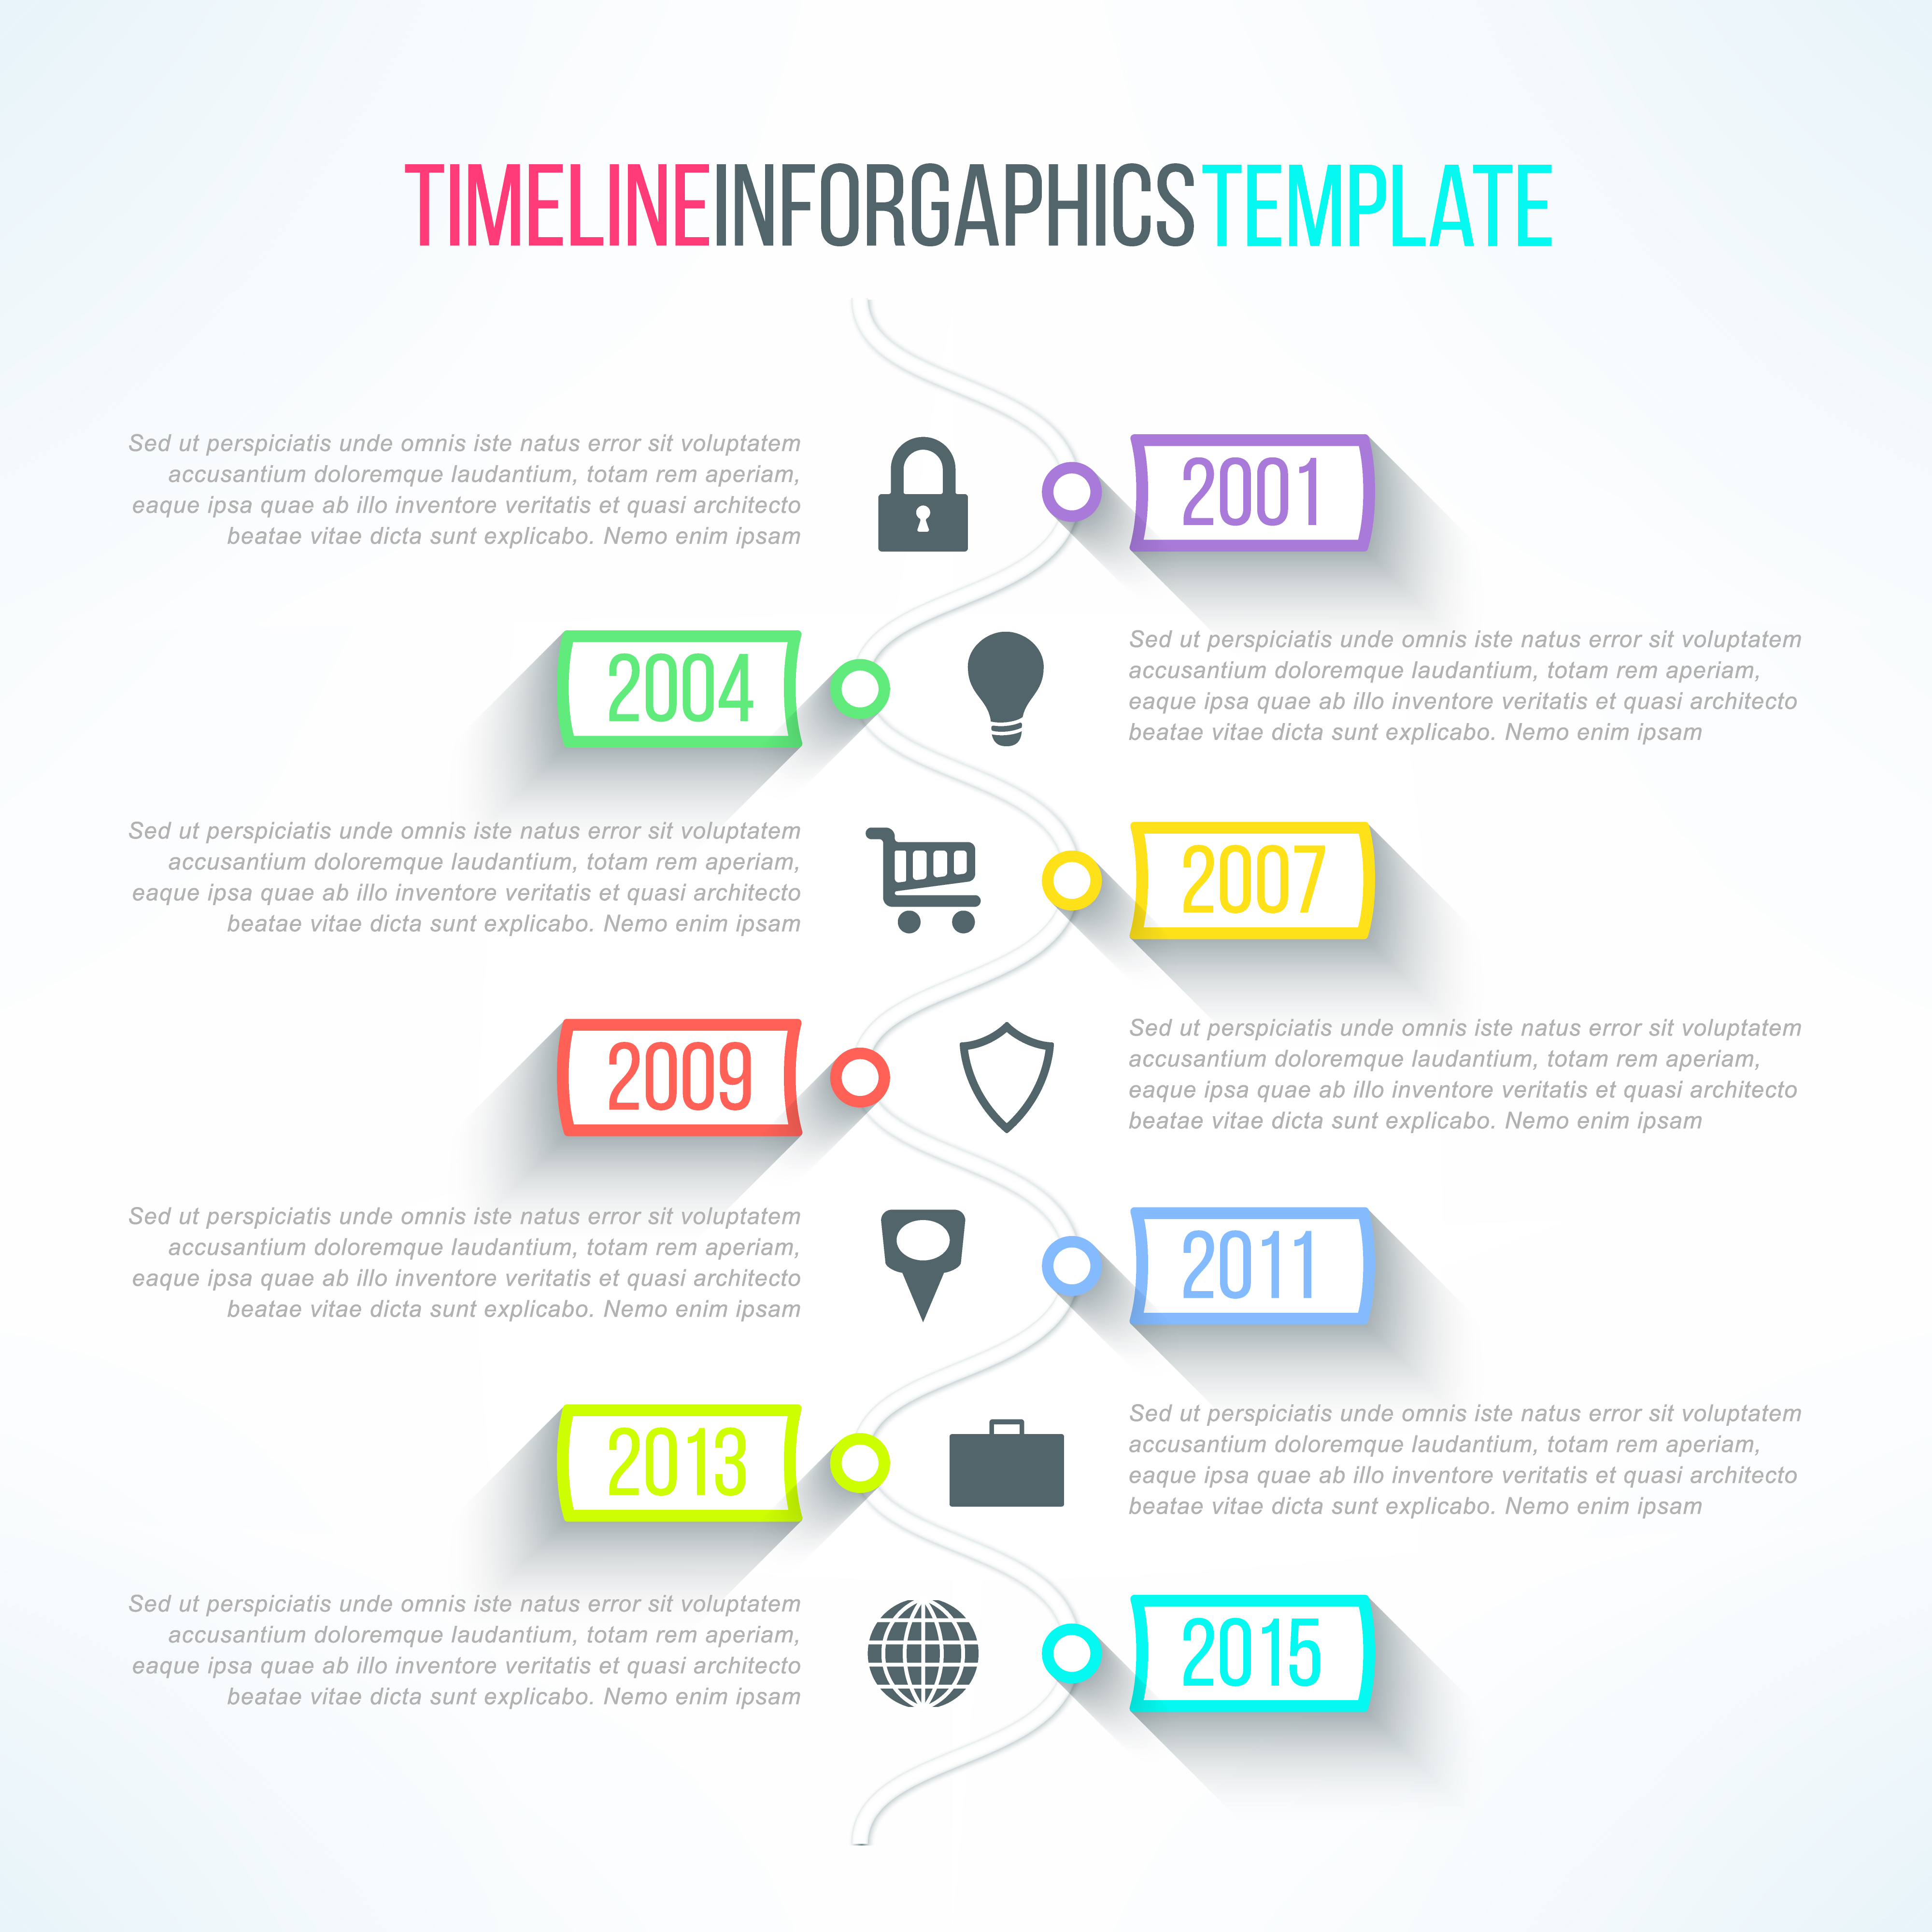 TIMELINEINFORGAPHICSTEMPLATE
Sed ut perspiciatis unde omnis iste natus error sit voluptatem
accusantium doloremque laudantium, totam rem aperiam,
eaque ipsa quae ab illo inventore veritatis et quasi architecto
beatae vitae dicta sunt explicabo. Nemo enim ipsam
2001
2004
Sed ut perspiciatis unde omnis iste natus error sit voluptatem
accusantium doloremque laudantium, totam rem aperiam,
eaque ipsa quae ab illo inventore veritatis et quasi architecto
beatae vitae dicta sunt explicabo. Nemo enim ipsam
Sed ut perspiciatis unde omnis iste natus error sit voluptatem
accusantium doloremque laudantium, totam rem aperiam,
eaque ipsa quae ab illo inventore veritatis et quasi architecto
beatae vitae dicta sunt explicabo. Nemo enim ipsam
2007
2009
Sed ut perspiciatis unde omnis iste natus error sit voluptatem
accusantium doloremque laudantium, totam rem aperiam,
eaque ipsa quae ab illo inventore veritatis et quasi architecto
beatae vitae dicta sunt explicabo. Nemo enim ipsam
Sed ut perspiciatis unde omnis iste natus error sit voluptatem
accusantium doloremque laudantium, totam rem aperiam,
eaque ipsa quae ab illo inventore veritatis et quasi architecto
beatae vitae dicta sunt explicabo. Nemo enim ipsam
2011
2013
Sed ut perspiciatis unde omnis iste natus error sit voluptatem
accusantium doloremque laudantium, totam rem aperiam,
eaque ipsa quae ab illo inventore veritatis et quasi architecto
beatae vitae dicta sunt explicabo. Nemo enim ipsam
Sed ut perspiciatis unde omnis iste natus error sit voluptatem
accusantium doloremque laudantium, totam rem aperiam,
eaque ipsa quae ab illo inventore veritatis et quasi architecto
beatae vitae dicta sunt explicabo. Nemo enim ipsam
2015